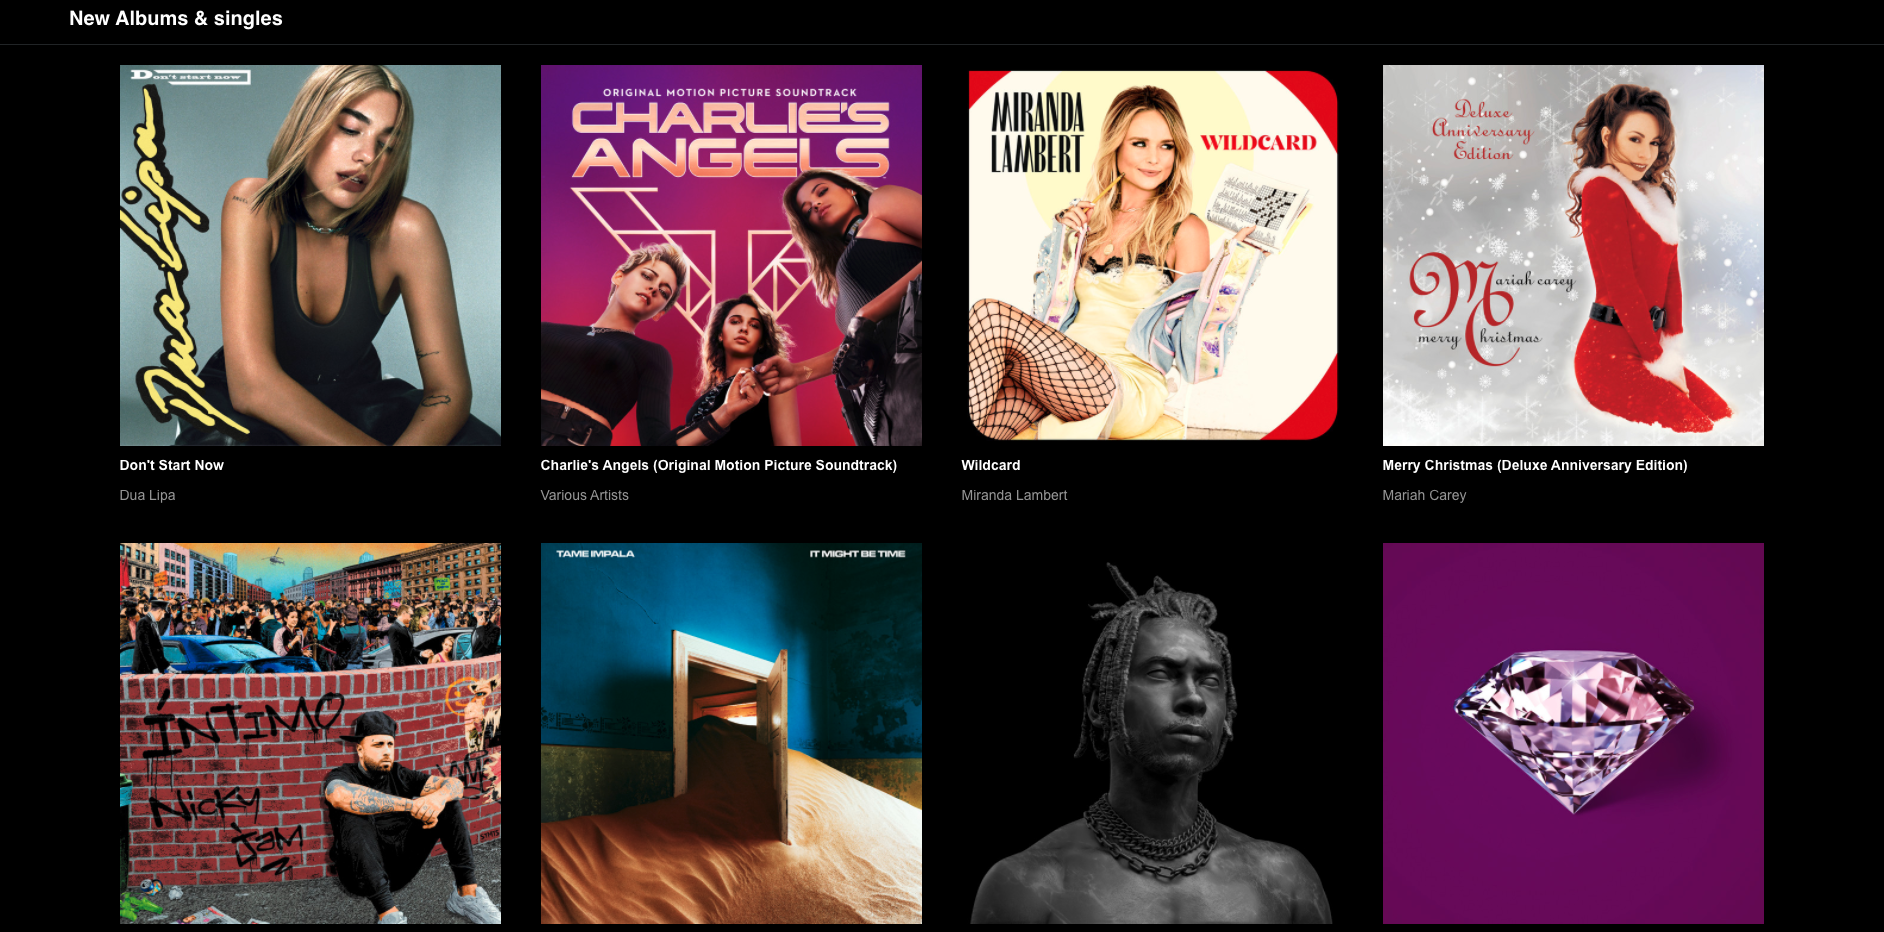 New Albums & singles
Don't start now
Dua Lipa
ORIGINAL MOTION PICTURE SOUNDTRACK
CHARLIE'S
ANGELS
MIRANDA
LAMBERT
WILDCARD
Deluxe
Anniversary
Edition
Mariah carey
merry Christmas
Don't Start Now
Dua Lipa
Charlie's Angels (Original Motion Picture Soundtrack)
Various Artists
Wildcard
Miranda Lambert
Merry Christmas (Deluxe Anniversary Edition)
Mariah Carey
ÍNTIMO
NICKY
JAM
TAME IMPALA
IT MIGHT BE TIME